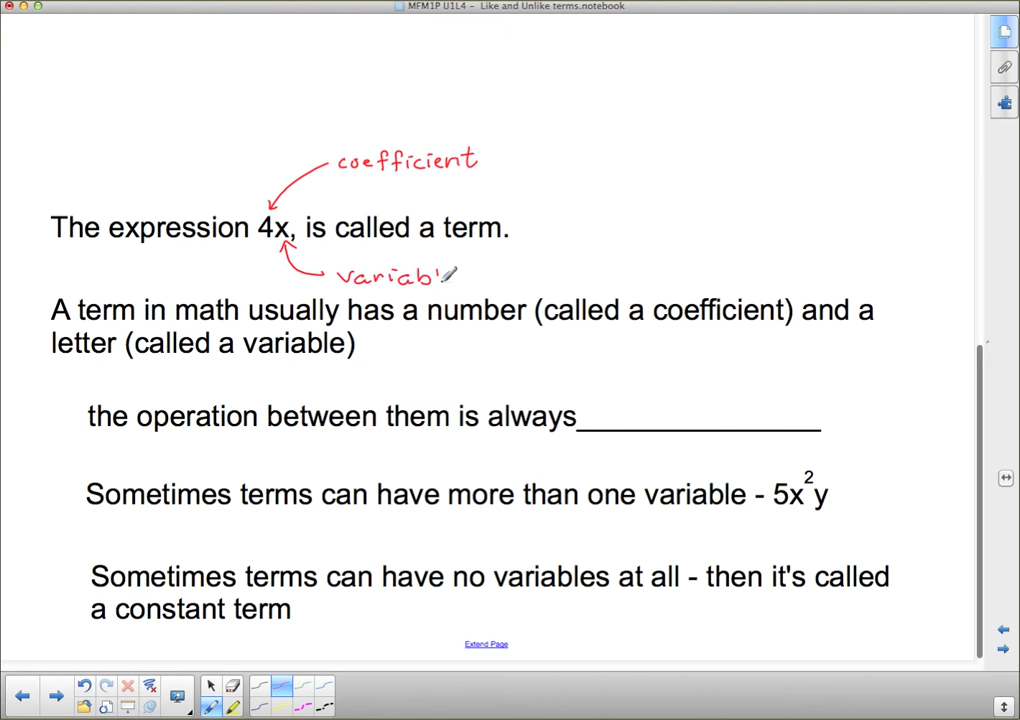 MFM1P U1L4 - Like and Unlike terms.notebook
coefficient
The expression 4x, is called a term.
variab
A term in math usually has a number (called a coefficient) and a
letter (called a variable)
the operation between them is always________________
Sometimes terms can have more than one variable - 5x²y
Sometimes terms can have no variables at all - then it's called
a constant term
Extend Page